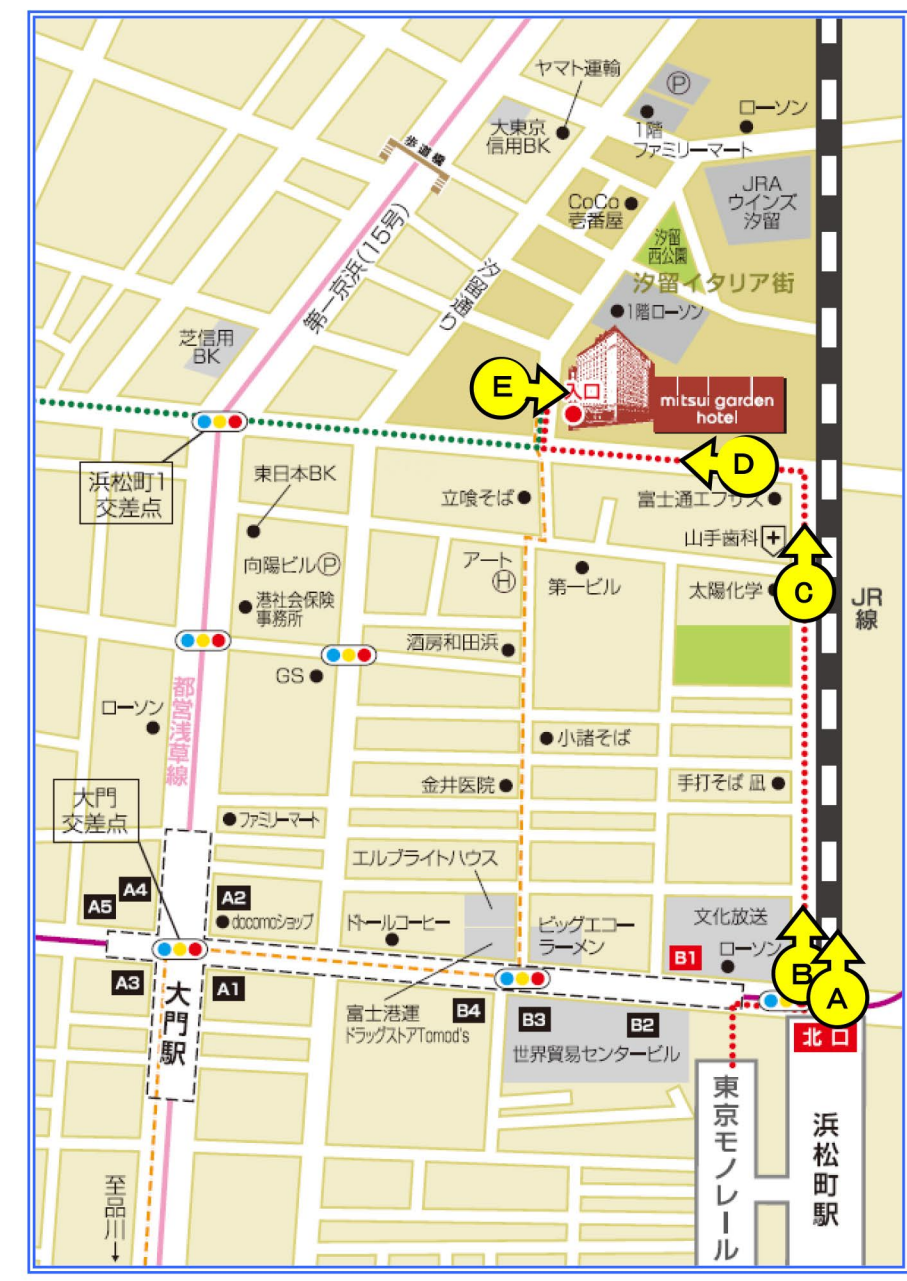 ヤマト運輸
P
ローソン
大東京
信用BK
1階
ファミリーマート
歩道橋
JRA
ウインズ
汐留
CoCo
壱番屋
汐留
西公園
第一京浜(15号)
汐留通り
汐留イタリア街
1階ローソン
芝信用
BK
E
入口
mitsui garden
hotel
浜松町1
交差点
東日本BK
立喰そば
D
富士通エフサス
山手歯科
向陽ビルP
アート
H
第一ビル
太陽化学
C
JR
線
港社会保険
事務所
酒房和田浜
GS
都営浅草線
ローソン
小諸そば
金井医院
手打そば 凪
大門
交差点
ファミリーマート
エルブライトハウス
A5
A4
A2
docomoショップ
ドトールコーヒー
ビッグエコー
ラーメン
文化放送
B1
ローソン
B
A
A3
A1
大門駅
富士港運
ドラッグストアTomod's
B4
B3
B2
世界貿易センタービル
北口
東京モノレール
浜松町駅
至品川